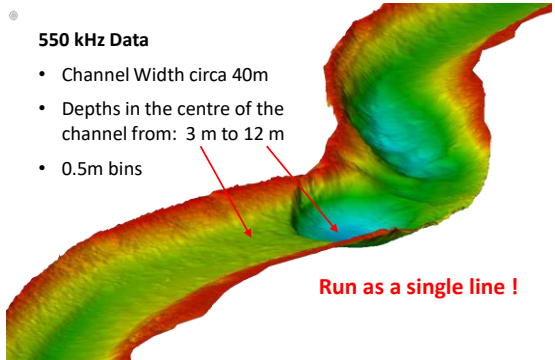 550 kHz Data
• Channel Width circa 40m
• Depths in the centre of the
channel from: 3 m to 12 m
• 0.5m bins
Run as a single line !